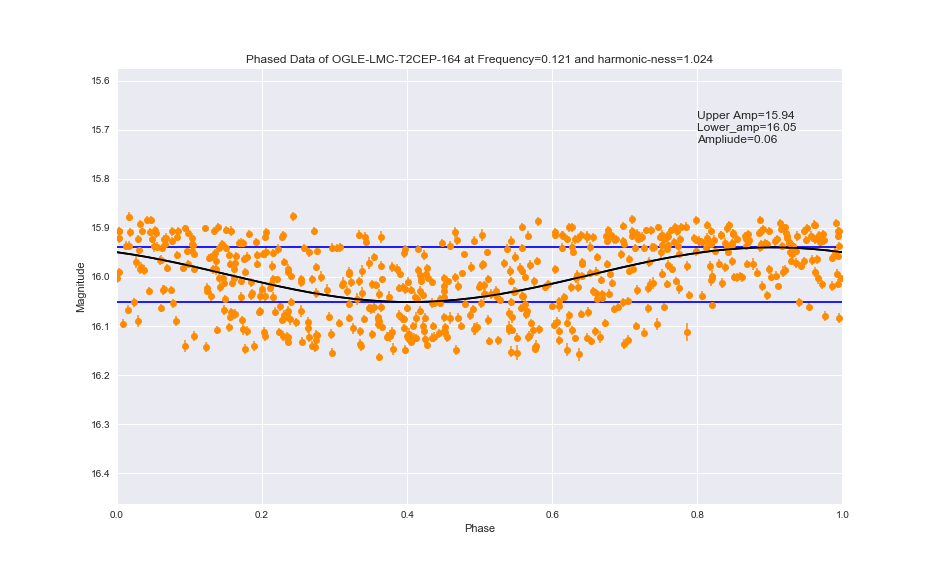 Phased Data of OGLE-LMC-T2CEP-164 at Frequency=0.121 and harmonic-ness=1.024
15.6
Upper Amp=15.94
Lower_amp=16.05
Ampliude=0.06
15.7
15.8
15.9
16.0
16.1
16.2
16.3
16.4
Magnitude
0.0 0.2 0.4 0.6 0.8 1.0
Phase